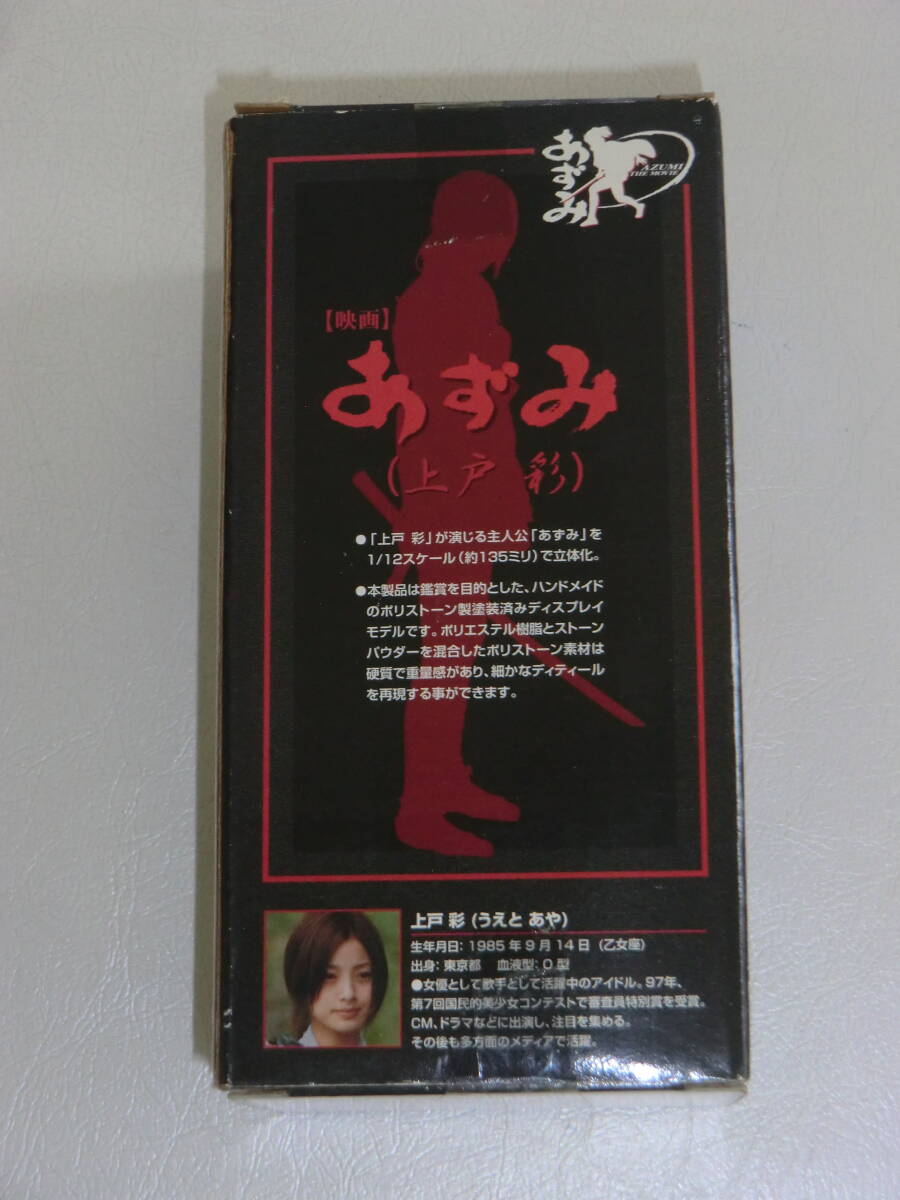 あずみ
AZUMI
THE MOVIE
【映画】
あずみ
(上戸 彩)
●「上戸 彩」が演じる主人公「あずみ」を
1/12スケール(約135ミリ)で立体化。
●本製品は鑑賞を目的とした、ハンドメイド
のポリストーン製塗装済みディスプレイ
モデルです。ポリエステル樹脂とストーン
パウダーを混合したポリストーン素材は
硬質で重量感があり、細かなディティール
を再現する事ができます。
上戸 彩 (うえと あや)
生年月日: 1985 年 9 月 14 日 (乙女座)
出身: 東京都 血液型: O 型
●女優として歌手として活躍中のアイドル。97年、
第7回国民的美少女コンテストで審査員特別賞を受賞。
CM、ドラマなどに出演し、注目を集める。
その後も多方面のメディアで活躍。